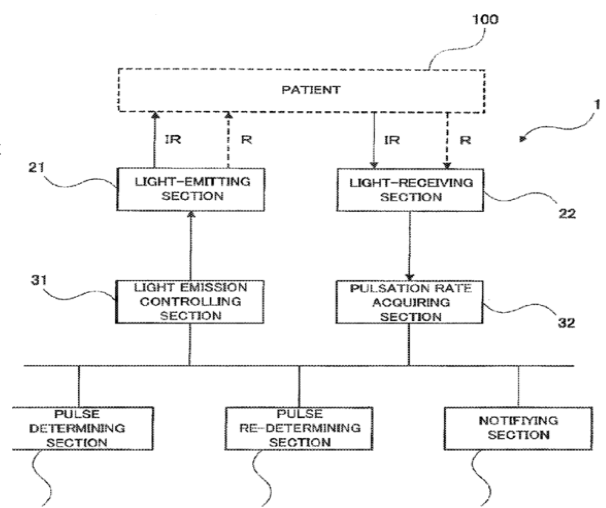 100
PATIENT
1
IR
R
IR
R
21
LIGHT-EMITTING
SECTION
LIGHT-RECEIVING
SECTION
22
31
LIGHT EMISSION
CONTROLLING
SECTION
PULSATION RATE
ACQUIRING
SECTION
32
PULSE
DETERMINING
SECTION
PULSE
RE-DETERMINING
SECTION
NOTIFIYING
SECTION